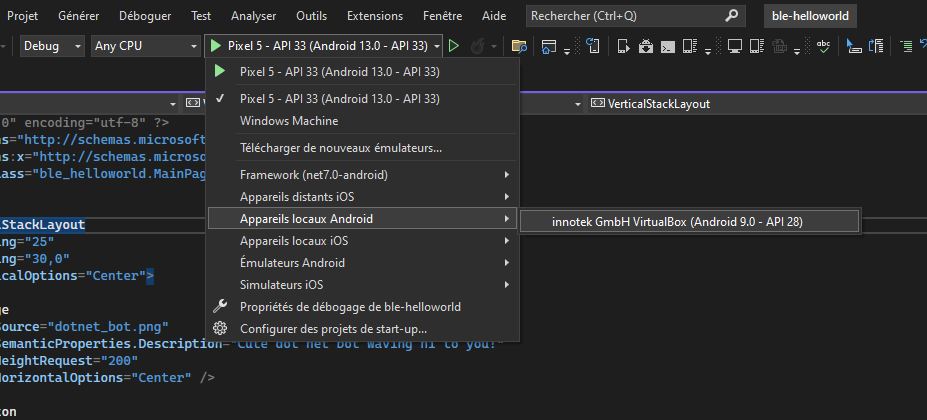 Projet Générer Déboguer Test Analyser Outils Extensions Fenêtre Aide Rechercher (Ctrl+Q) ble-helloworld
Debug Any CPU Pixel 5 - API 33 (Android 13.0 - API 33)
Pixel 5 - API 33 (Android 13.0 - API 33)
Pixel 5 - API 33 (Android 13.0 - API 33)
VerticalStackLayout
0" encoding="utf-8" ?>
Windows Machine
ns="http://schemas.microsoft
Télécharger de nouveaux émulateurs...
ns:x="http://schemas.microso
lass="ble_helloworld.MainPag
Framework (net7.0-android)
Appareils distants iOS
lStackLayout
Appareils locaux Android
innotek GmbH VirtualBox (Android 9.0 - API 28)
ing="25"
Appareils locaux iOS
ing="30,0"
Émulateurs Android
icalOptions="Center">
Simulateurs iOS
ge
Propriétés de débogage de ble-helloworld
Source="dotnet_bot.png"
Configurer des projets de start-up...
SemanticProperties.Description="Cute dot net bot waving hi to you!"
HeightRequest="200"
HorizontalOptions="Center" />
ton